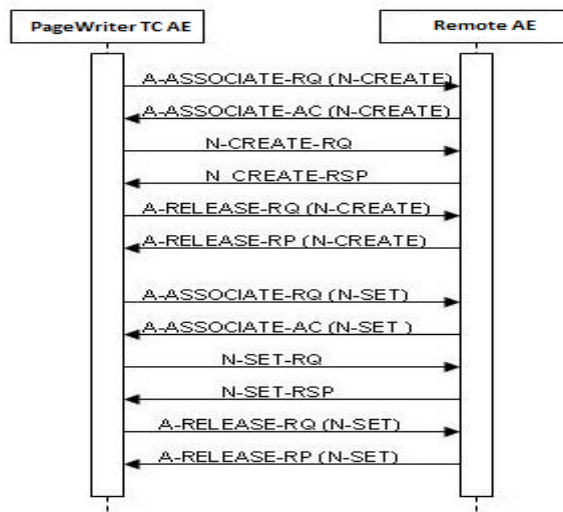 PageWriter TC AE
Remote AE
A-ASSOCIATE-RQ (N-CREATE)
A-ASSOCIATE-AC (N-CREATE)
N-CREATE-RQ
N CREATE-RSP
A-RELEASE-RQ (N-CREATE)
A-RELEASE-RP (N-CREATE)
A-ASSOCIATE-RQ (N-SET)
A-ASSOCIATE-AC (N-SET )
N-SET-RQ
N-SET-RSP
A-RELEASE-RQ (N-SET)
A-RELEASE-RP (N-SET)